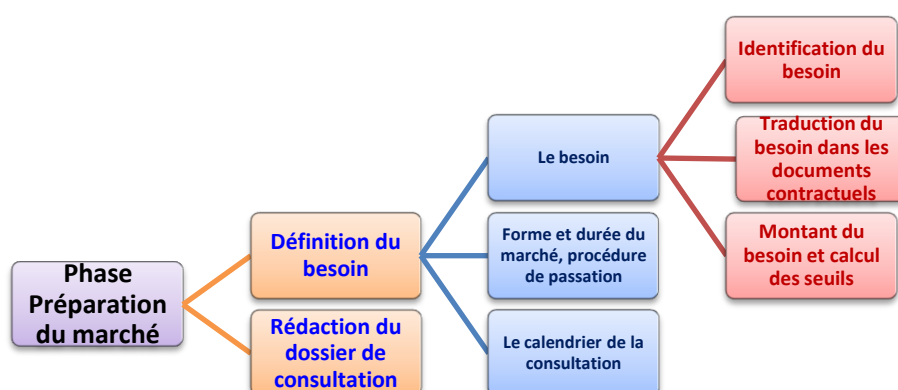 Phase
Préparation
du marché
Définition du
besoin
Rédaction du
dossier de
consultation
Le besoin
Forme et durée du
marché, procédure
de passation
Le calendrier de la
consultation
Identification du
besoin
Traduction du
besoin dans les
documents
contractuels
Montant du
besoin et calcul
des seuils